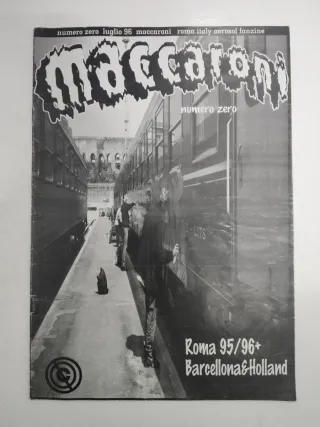 numero zero luglio 96 maccaroni roma italy aerosol fanzine
maccaroni
numero zero
Roma 95/96+
Barcellona&Holland